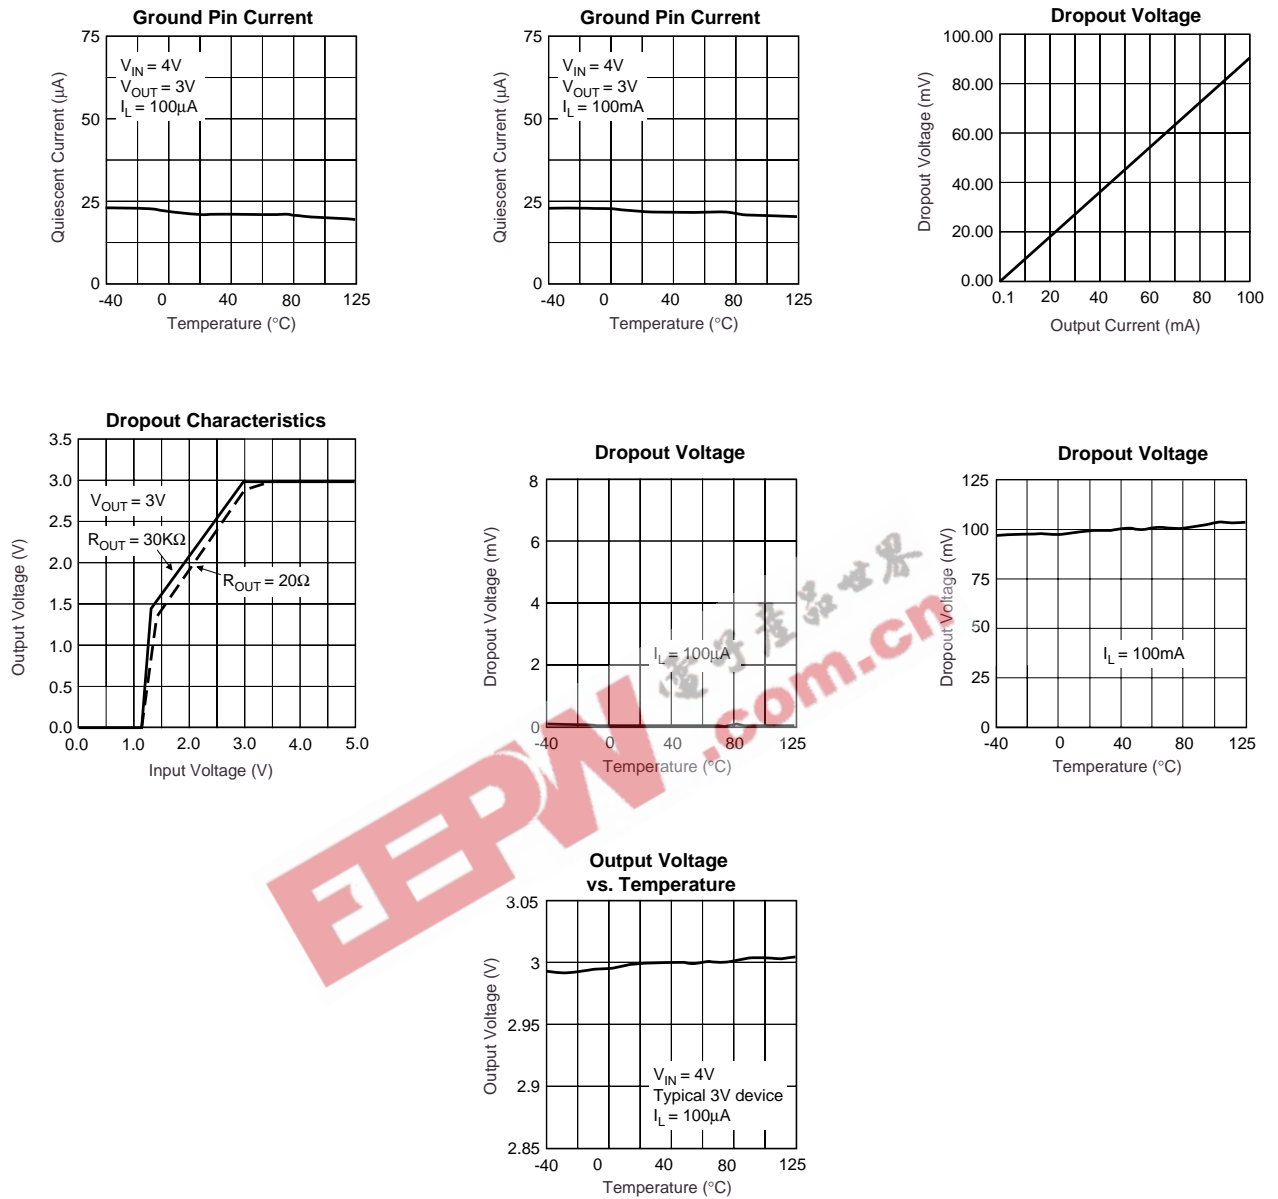 Ground Pin Current
75
50
25
0
Quiescent Current (µA)
VIN = 4V
VOUT = 3V
IL = 100µA
-40 0 40 80 125
Temperature (°C)
Ground Pin Current
75
50
25
0
Quiescent Current (µA)
VIN = 4V
VOUT = 3V
IL = 100mA
-40 0 40 80 125
Temperature (°C)
Dropout Voltage
100.00
80.00
60.00
40.00
20.00
0.00
Dropout Voltage (mV)
0.1 20 40 60 80 100
Output Current (mA)
Dropout Characteristics
3.5
3.0
2.5
2.0
1.5
1.0
0.5
0.0
Output Voltage (V)
VOUT = 3V
ROUT = 30KΩ
ROUT = 20Ω
0.0 1.0 2.0 3.0 4.0 5.0
Input Voltage (V)
Dropout Voltage
8
6
4
2
0
Dropout Voltage (mV)
IL = 100µA
-40 0 40 80 125
Temperature (°C)
Dropout Voltage
125
100
75
50
25
0
Dropout Voltage (mV)
IL = 100mA
-40 0 40 80 125
Temperature (°C)
EEPW.com.cn
Output Voltage
vs. Temperature
3.05
3
2.95
2.9
2.85
Output Voltage (V)
VIN = 4V
Typical 3V device
IL = 100µA
-40 0 40 80 125
Temperature (°C)